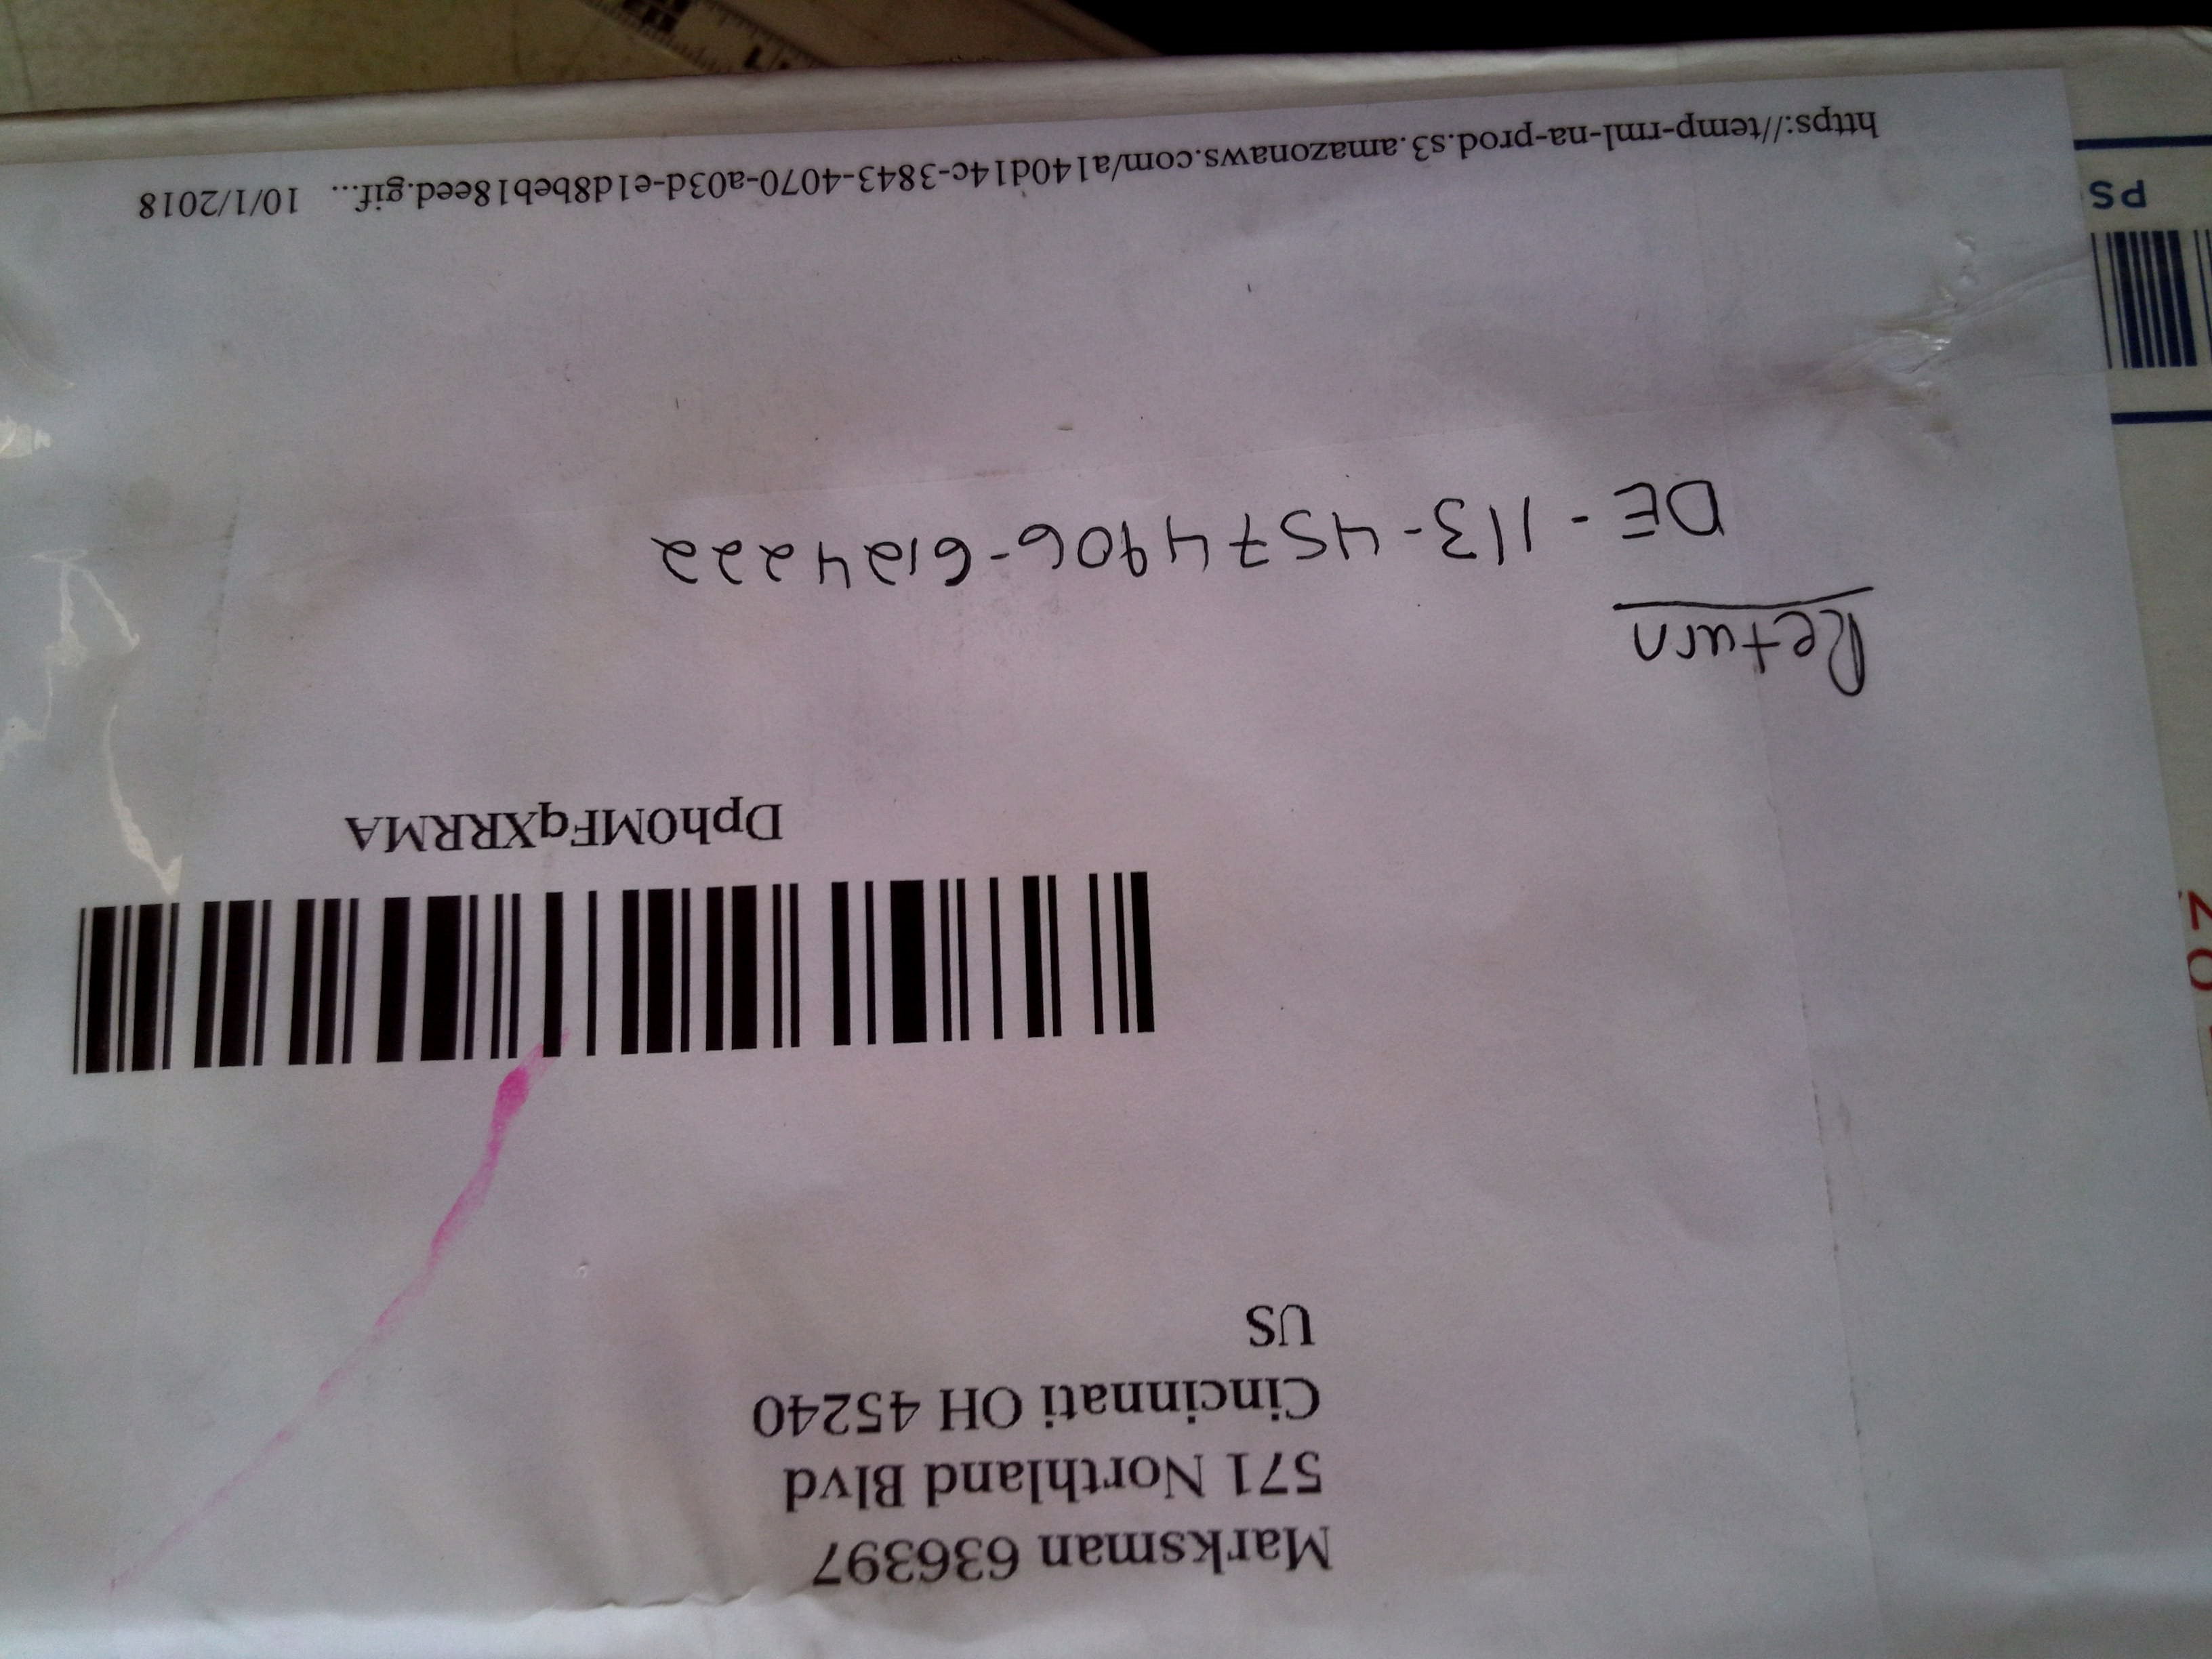 Marksman 636397
571 Northland Blvd
Cincinnati OH 45240
US
Dph0MFqXRRMA
Return
DE - 113-4574906-6124222
https://temp-rml-na-prod.s3.amazonaws.com/a140d14c-3843-4070-a03d-e1d8beb18eed.gif... 10/1/2018
PS